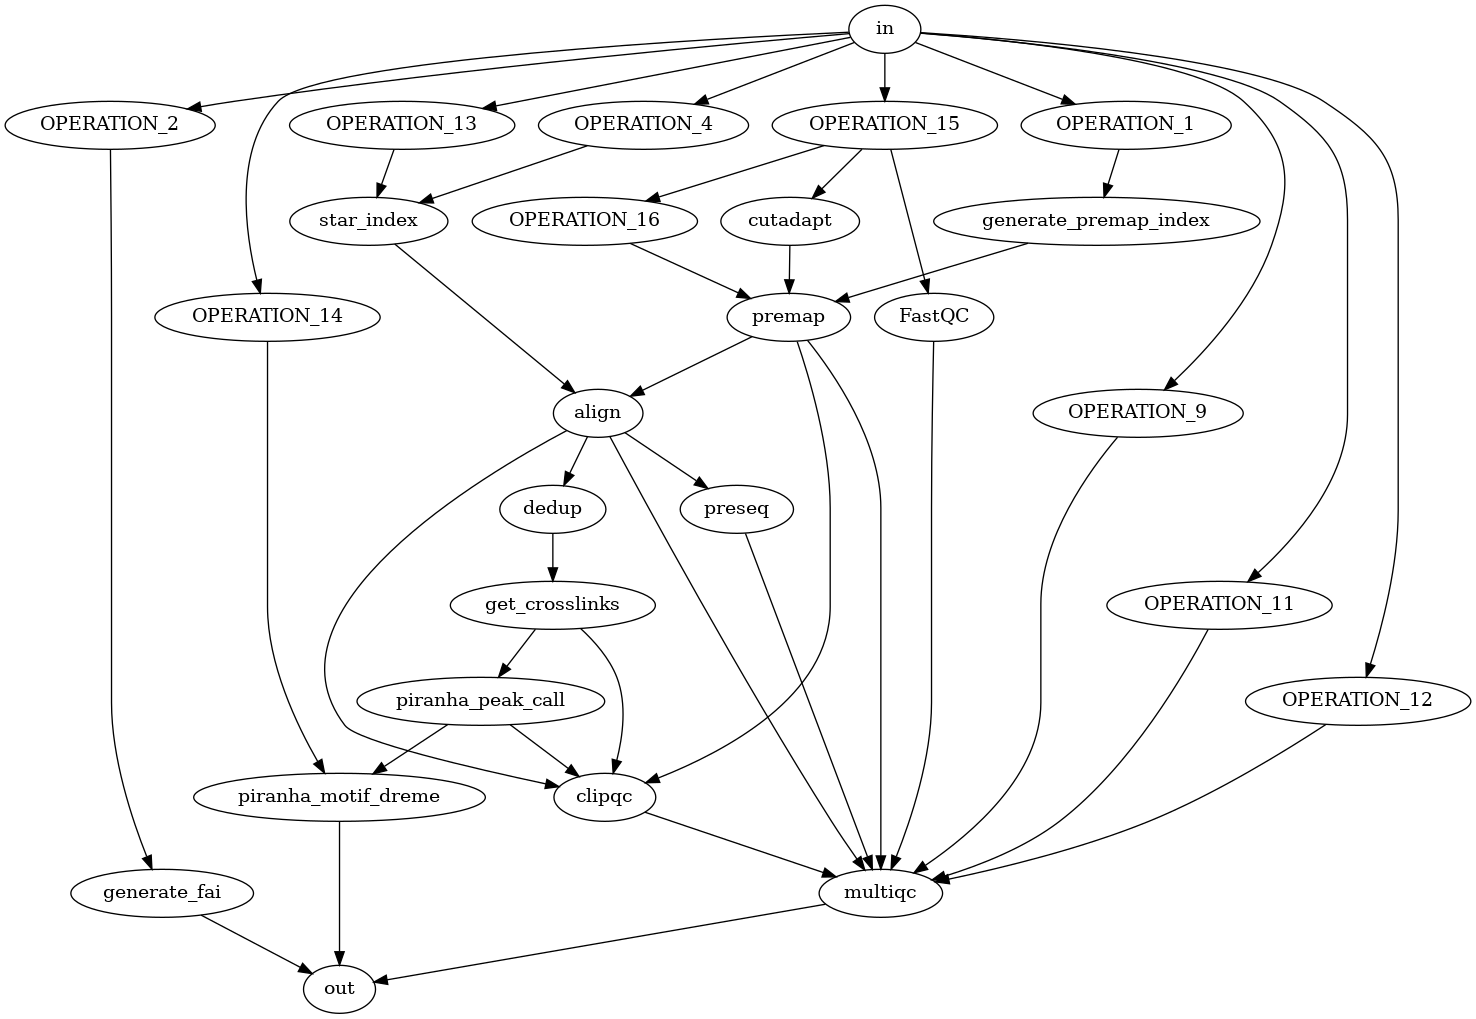 in
OPERATION_2
OPERATION_13
OPERATION_4
OPERATION_15
OPERATION_1
star_index
OPERATION_16
cutadapt
generate_premap_index
OPERATION_14
premap
FastQC
align
OPERATION_9
dedup
preseq
get_crosslinks
OPERATION_11
piranha_peak_call
OPERATION_12
piranha_motif_dreme
clipqc
generate_fai
multiqc
out